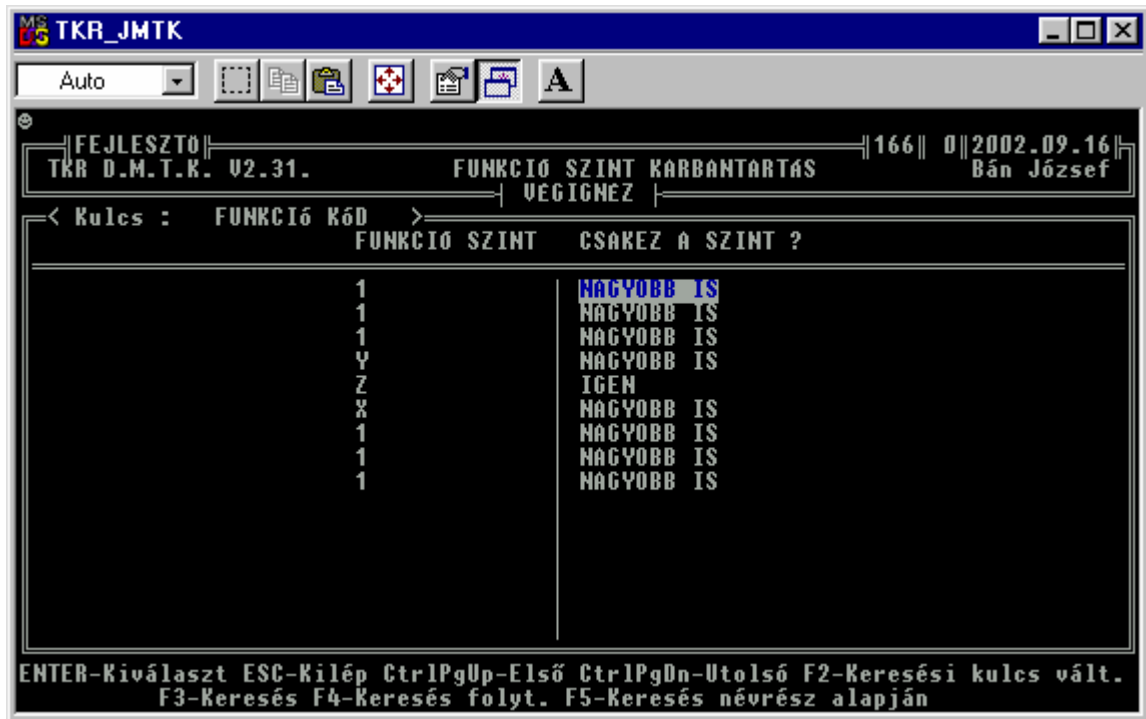 TKR_JMTK
Auto
A
FEJLESZTŐ 166 0 2002.09.16
TKR D.M.T.K. V2.31. FUNKCIÓ SZINT KARBANTARTÁS Bán József
VÉGIGNÉZ
< Kulcs : FUNKCIÓ KÓD >
FUNKCIÓ SZINT CSAKEZ A SZINT ?
1 NAGYOBB IS
1 NAGYOBB IS
1 NAGYOBB IS
Y NAGYOBB IS
Z IGEN
X NAGYOBB IS
1 NAGYOBB IS
1 NAGYOBB IS
1 NAGYOBB IS
ENTER-Kiválaszt ESC-Kilép CtrlPgUp-Első CtrlPgDn-Utolsó F2-Keresési kulcs vált.
F3-Keresés F4-Keresés folyt. F5-Keresés névrész alapján